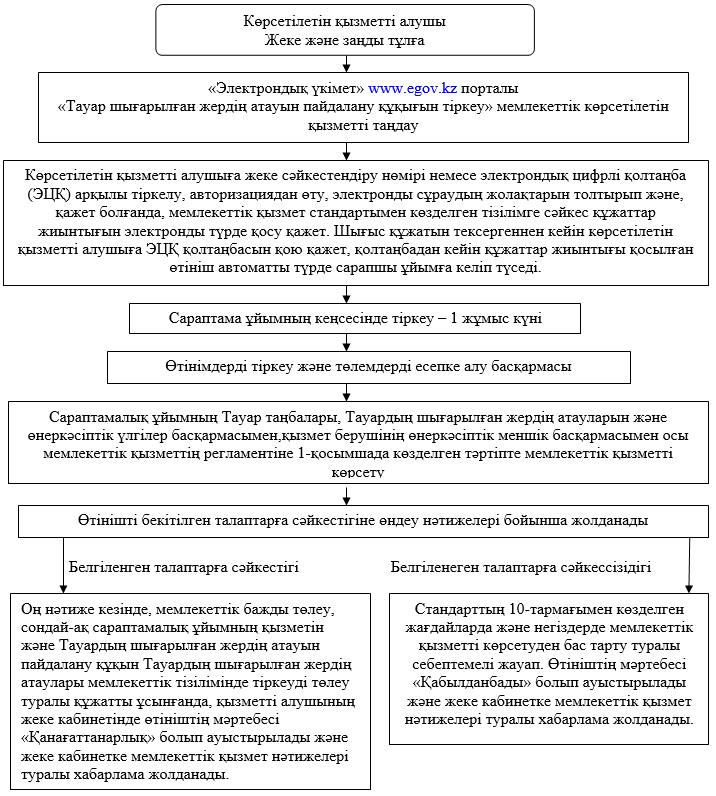 Көрсетілетін қызметті алушы
Жеке және заңды тұлға
«Электрондық үкімет» www.egov.kz порталы
«Тауар шығарылған жердің атауын пайдалану құқығын тіркеу» мемлекеттік көрсетілетін
қызметті таңдау
Көрсетілетін қызметті алушыға жеке сәйкестендіру нөмірі немесе электрондық цифрлі қолтаңба
(ЭЦҚ) арқылы тіркелу, авторизациядан өту, электронды сұраудың жолақтарын толтырып және,
қажет болғанда, мемлекеттік қызмет стандартымен көзделген тізілімге сәйкес құжаттар
жиынтығын электронды түрде қосу қажет. Шығыс құжатын тексергеннен кейін көрсетілетін
қызметті алушыға ЭЦҚ қолтаңбасын қою қажет, қолтаңбадан кейін құжаттар жиынтығы қосылған
өтініш автоматты түрде сарапшы ұйымға келіп түседі.
Сараптама ұйымның кеңсесінде тіркеу – 1 жұмыс күні
Өтінімдерді тіркеу және төлемдерді есепке алу басқармасы
Сараптамалық ұйымның Тауар таңбалары, Тауардың шығарылған жердің атауларын және
өнеркәсіптік үлгілер басқармасымен,қызмет берушінің өнеркәсіптік меншік басқармасымен осы
мемлекеттік қызметтің регламентіне 1-қосымшада көзделген тәртіпте мемлекеттік қызметті
көрсету
Өтінішті бекітілген талаптарға сәйкестігіне өндеу нәтижелері бойынша жолданады
Белгіленген талаптарға сәйкестігі
Белгіленеген талаптарға сәйкессізідігі
Оң нәтиже кезінде, мемлекеттік бажды төлеу,
сондай-ақ сараптамалық ұйымның қызметін
және Тауардың шығарылған жердің атауын
пайдалану құқын Тауардың шығарылған жердің
атаулары мемлекеттік тізілімінде тіркеуді төлеу
туралы құжатты ұсынғанда, қызметті алушының
жеке кабинетінде өтініштің мәртебесі
«Қанағаттанарлық» болып ауыстырылады және
жеке кабинетке мемлекеттік қызмет нәтижелері
туралы хабарлама жолданады.
Стандарттың 10-тармағымен көзделген
жағдайларда және негіздерде мемлекеттік
қызметті көрсетуден бас тарту туралы
себептемелі жауап. Өтініштің мәртебесі
«Қабылданбады» болып ауыстырылады
және жеке кабинетке мемлекеттік қызмет
нәтижелері туралы хабарлама жолданады.